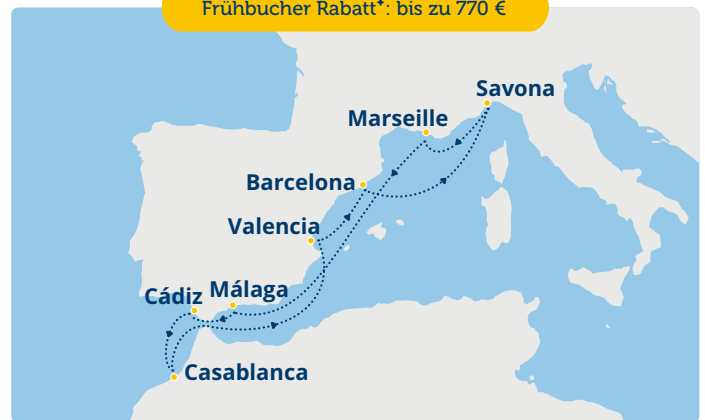 Frühbucher Rabatt✦: bis zu 770 €
Savona
Marseille
Barcelona
Valencia
Cádiz
Málaga
Casablanca